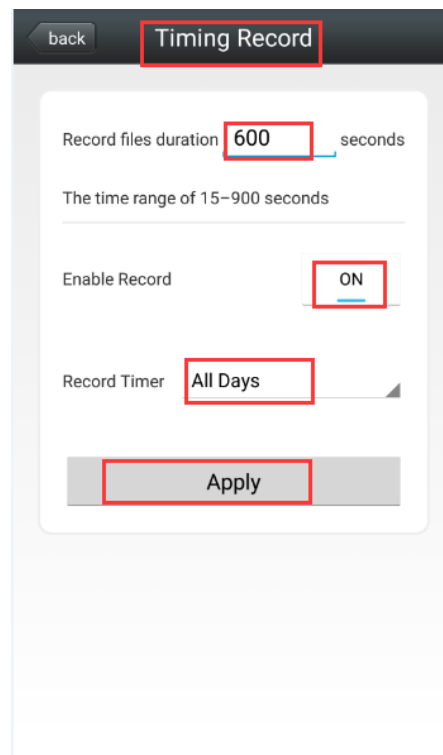 back
Timing Record
Record files duration 600 seconds
The time range of 15-900 seconds
Enable Record ON
Record Timer All Days
Apply